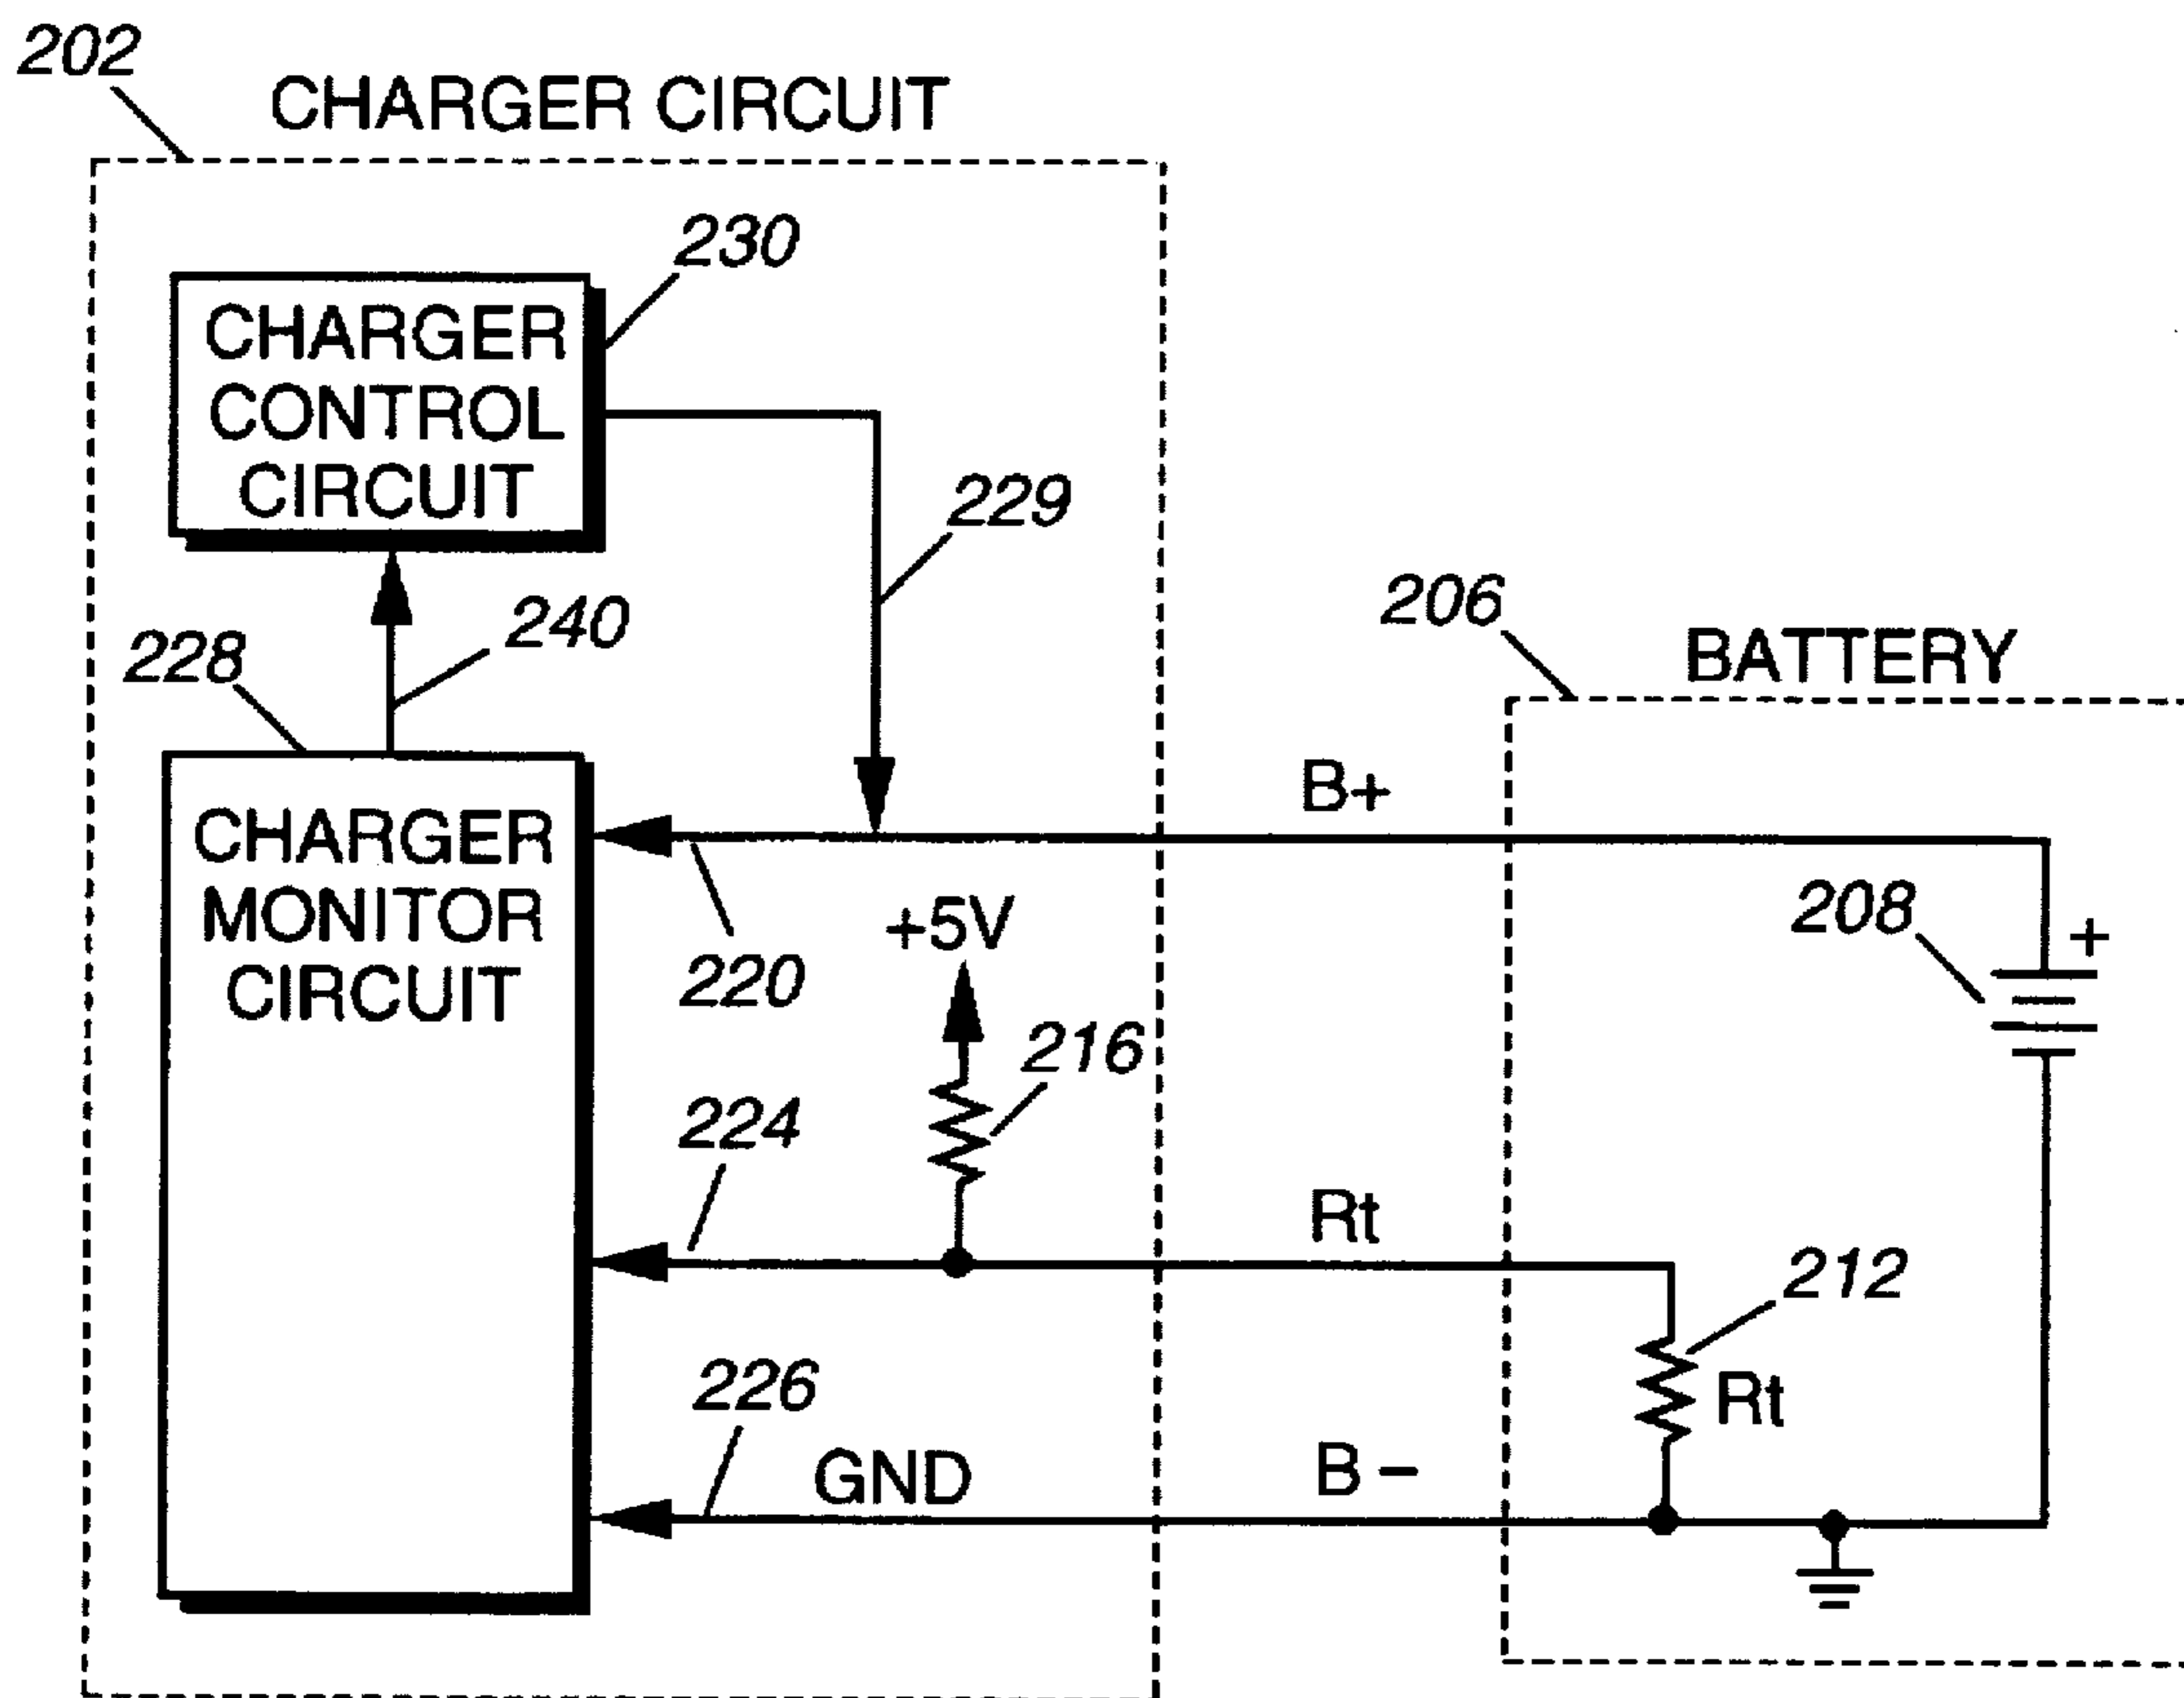 202
CHARGER CIRCUIT
230
CHARGER
CONTROL
CIRCUIT
229
240
228
206
BATTERY
B+
CHARGER
MONITOR
CIRCUIT
220
+5V
208
+
216
224
Rt
212
Rt
226
GND
B –